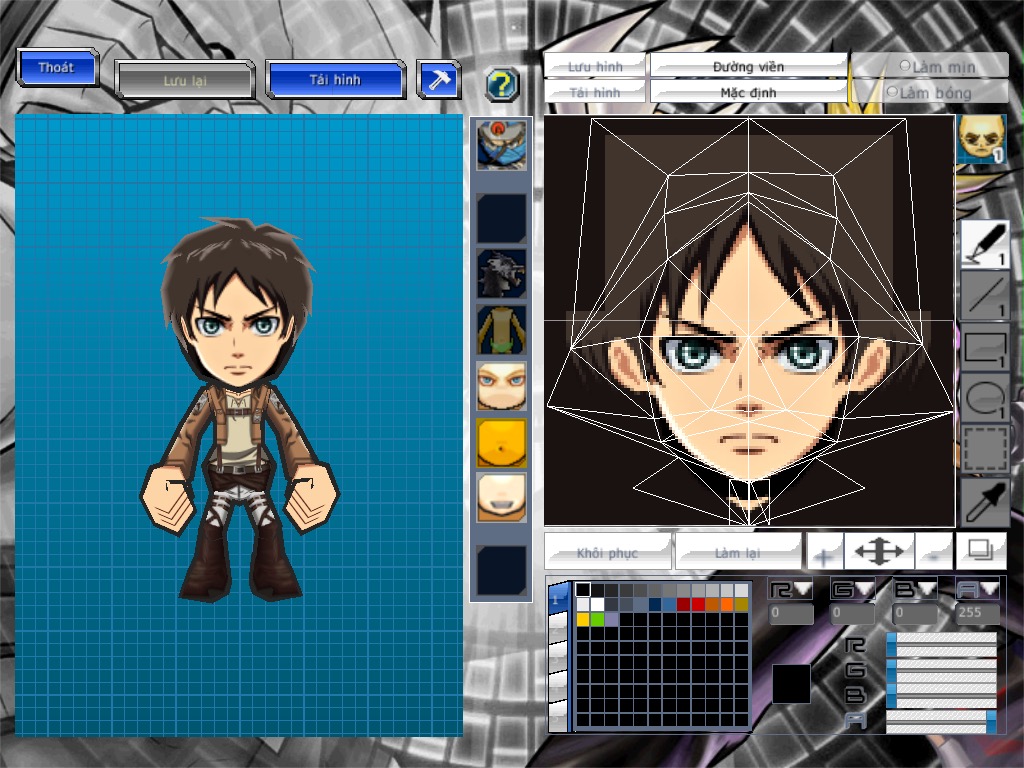 Thoát
Lưu lại
Tải hình
?
Lưu hình
Đường viền
Làm mịn
Tải hình
Mặc định
Làm bóng
1
1
1
1
1
Khôi phục
Làm lại
+
-
1
R
G
B
A
0
0
0
255
R
G
B
A